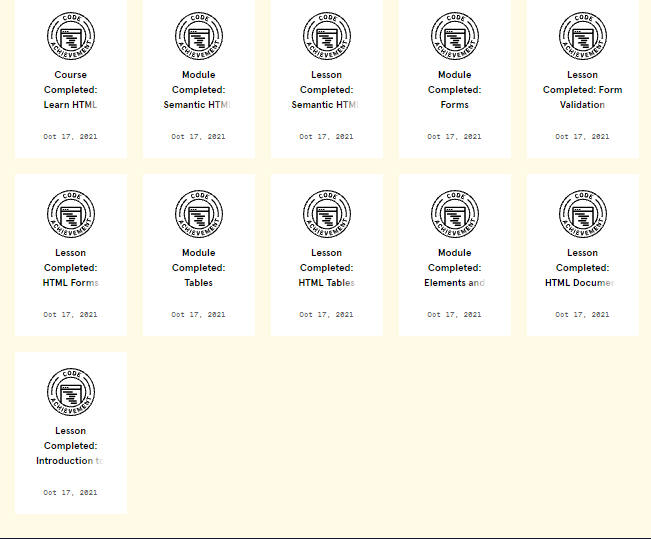 CODE ACHIEVEMENT
Course
Completed:
Learn HTML
Oct 17, 2021
CODE ACHIEVEMENT
Module
Completed:
Semantic HTML
Oct 17, 2021
CODE ACHIEVEMENT
Lesson
Completed:
Semantic HTML
Oct 17, 2021
CODE ACHIEVEMENT
Module
Completed:
Forms
Oct 17, 2021
CODE ACHIEVEMENT
Lesson
Completed: Form
Validation
Oct 17, 2021
CODE ACHIEVEMENT
Lesson
Completed:
HTML Forms
Oct 17, 2021
CODE ACHIEVEMENT
Module
Completed:
Tables
Oct 17, 2021
CODE ACHIEVEMENT
Lesson
Completed:
HTML Tables
Oct 17, 2021
CODE ACHIEVEMENT
Module
Completed:
Elements and
Oct 17, 2021
CODE ACHIEVEMENT
Lesson
Completed:
HTML Documen
Oct 17, 2021
CODE ACHIEVEMENT
Lesson
Completed:
Introduction to
Oct 17, 2021